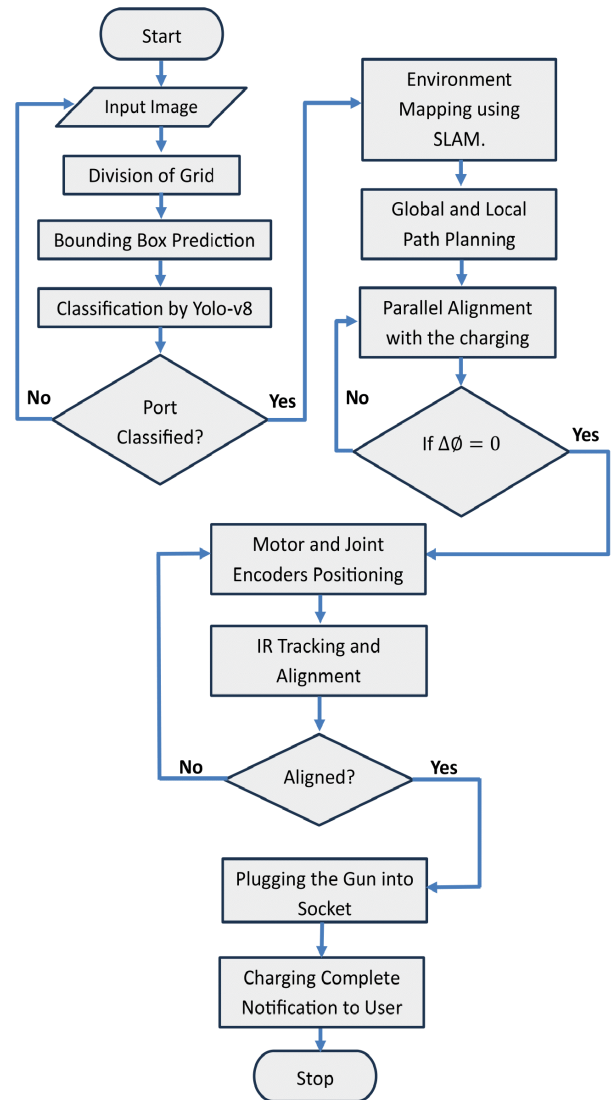 Start
Input Image
Division of Grid
Bounding Box Prediction
Classification by Yolo-v8
No
Port
Classified?
Yes
Environment
Mapping using
SLAM.
Global and Local
Path Planning
Parallel Alignment
with the charging
No
If ΔØ = 0
Yes
Motor and Joint
Encoders Positioning
IR Tracking and
Alignment
No
Aligned?
Yes
Plugging the Gun into
Socket
Charging Complete
Notification to User
Stop